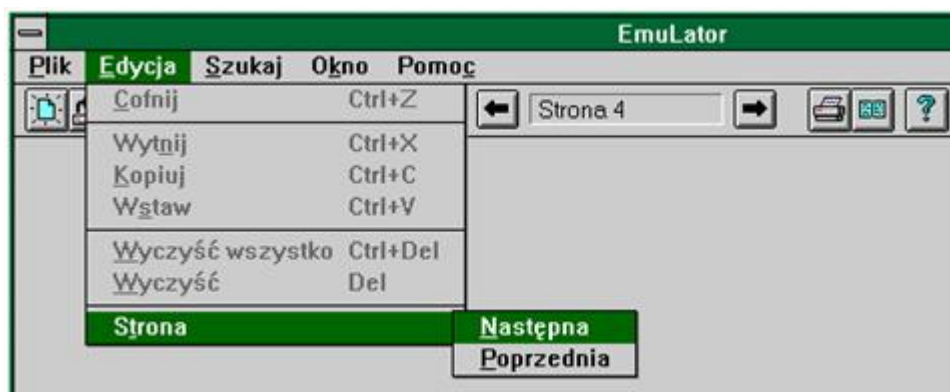 EmuLator
Plik Edycja Szukaj Okno Pomoc
Strona 4
Cofnij Ctrl+Z
Wytnij Ctrl+X
Kopiuj Ctrl+C
Wstaw Ctrl+V
Wyczyść wszystko Ctrl+Del
Wyczyść Del
Strona
Następna
Poprzednia